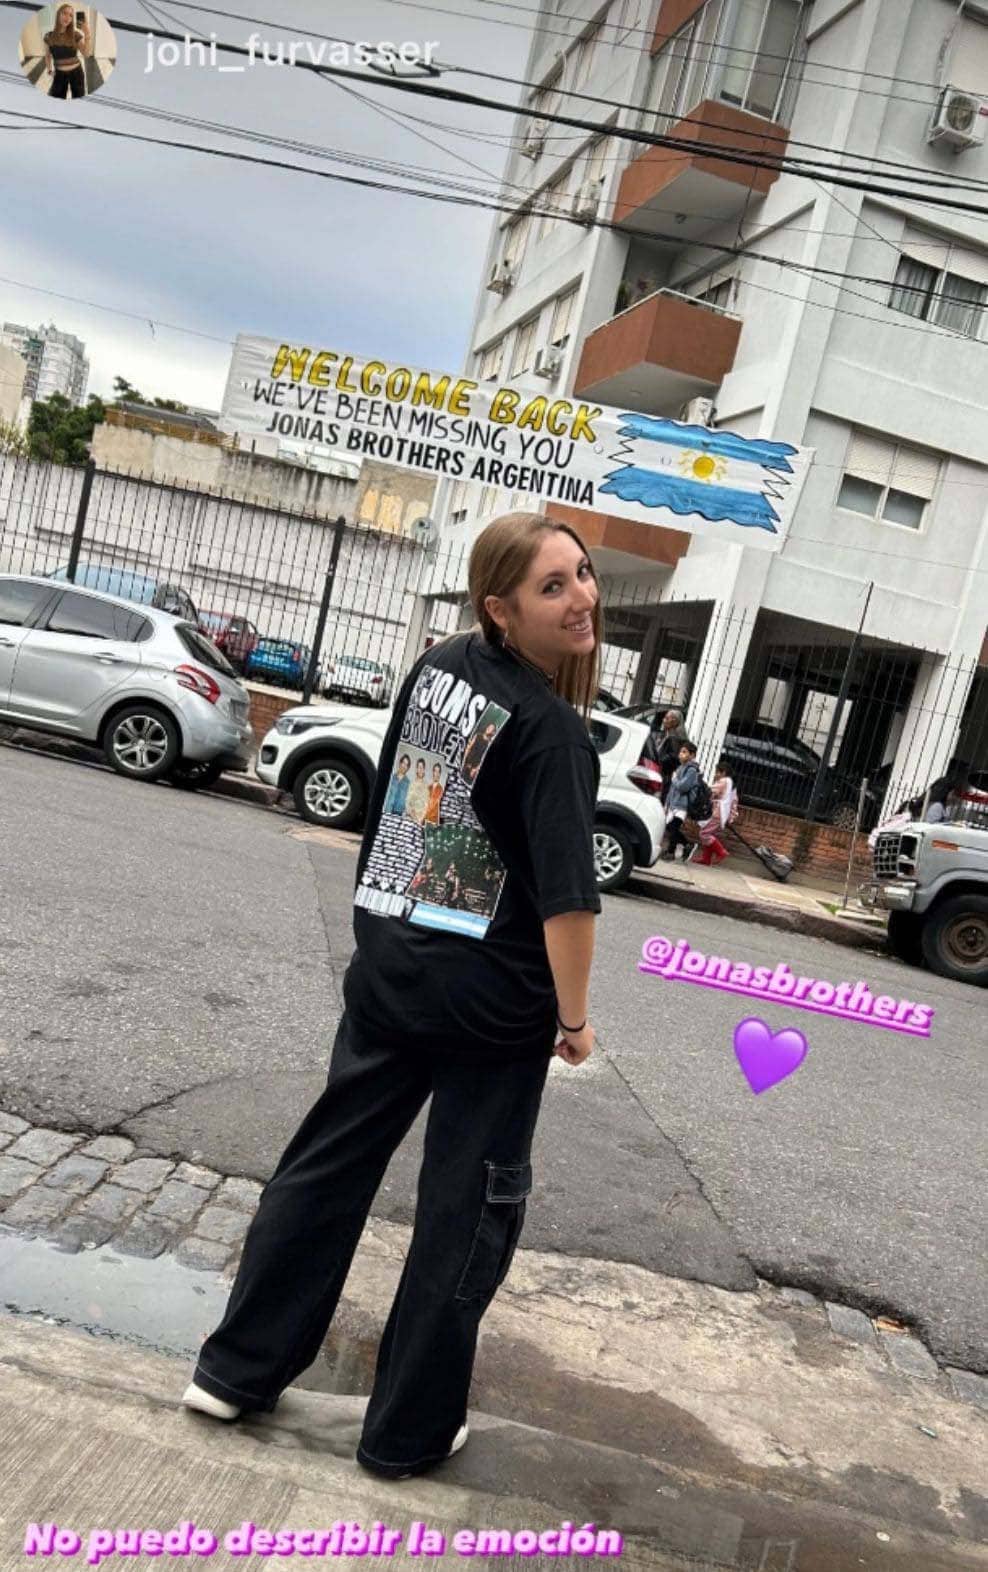 johi_furvasser
WELCOME BACK
WE'VE BEEN MISSING YOU
JONAS BROTHERS ARGENTINA
@jonasbrothers
No puedo describir la emoción